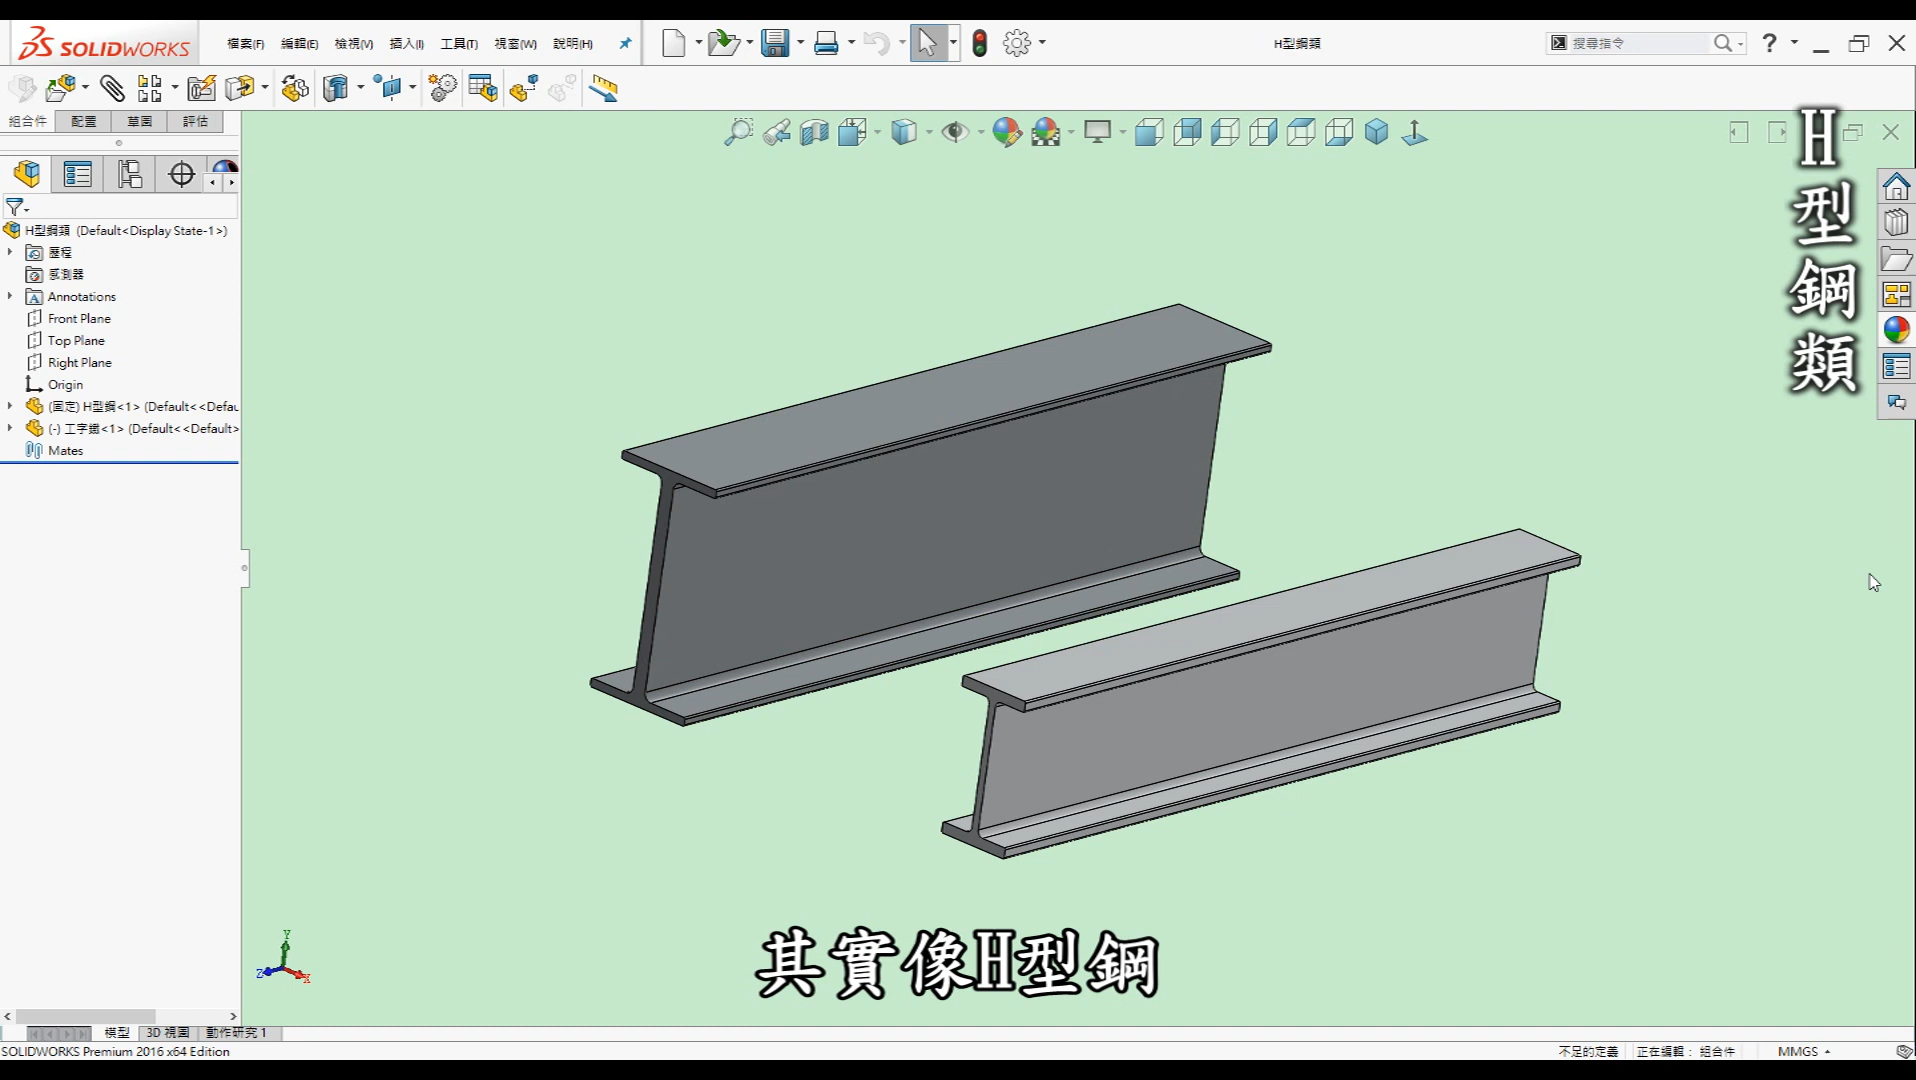 SOLIDWORKS
檔案(F) 編輯(E) 檢視(V) 插入(I) 工具(T) 視窗(W) 說明(H)
H型鋼類
搜尋指令
組合件 配置 草圖 評估
H型鋼類 (Default<Display State-1>)
歷程
感測器
Annotations
Front Plane
Top Plane
Right Plane
Origin
(固定) H型鋼<1> (Default<<Defau
(-) 工字鐵<1> (Default<<Default>
Mates
H型鋼類
Y
Z
X
其實像H型鋼
模型 3D 視圖 動作研究 1
SOLIDWORKS Premium 2016 x64 Edition
不足的定義 正在編輯： 組合件 MMGS